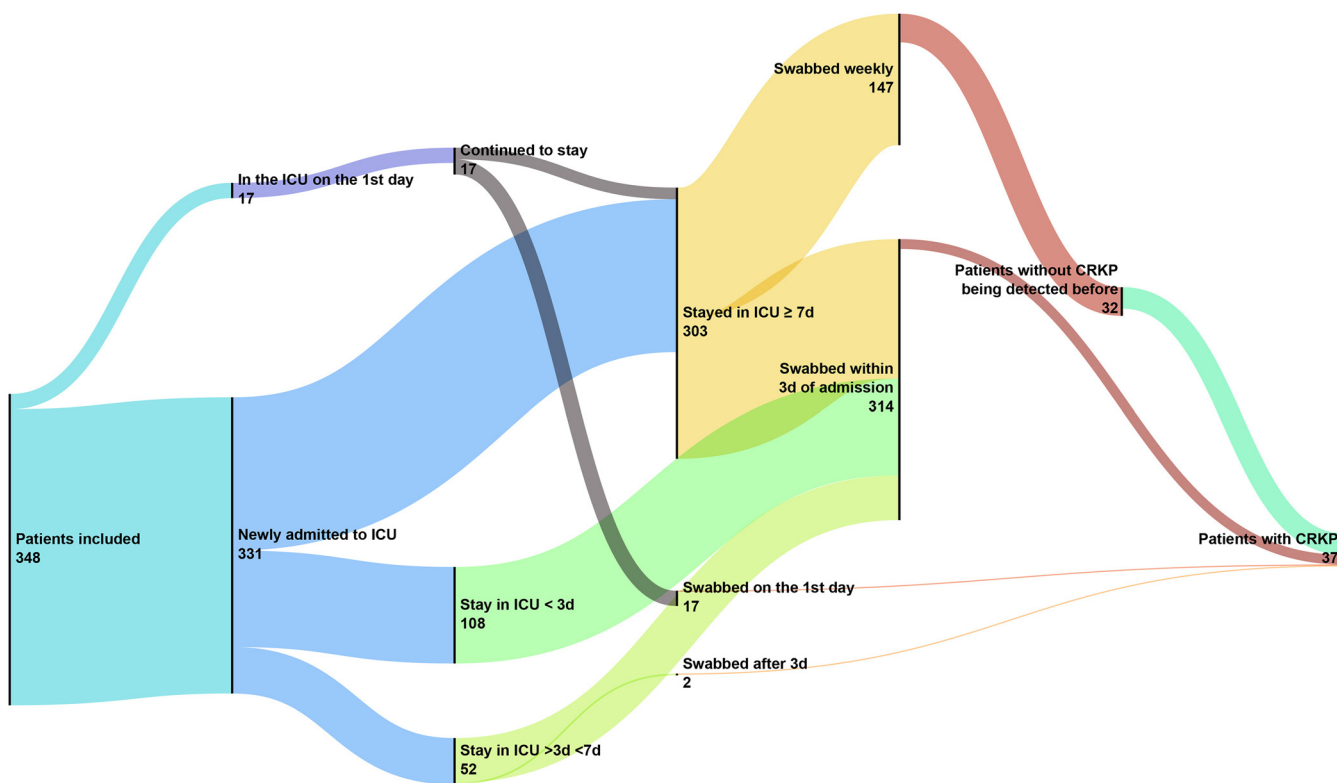 Patients included
348
In the ICU on the 1st day
17
Newly admitted to ICU
331
Continued to stay
17
Stay in ICU < 3d
108
Stay in ICU >3d <7d
52
Stayed in ICU ≥ 7d
303
Swabbed on the 1st day
17
Swabbed after 3d
2
Swabbed weekly
147
Swabbed within
3d of admission
314
Patients without CRKP
being detected before
32
Patients with CRKP
37